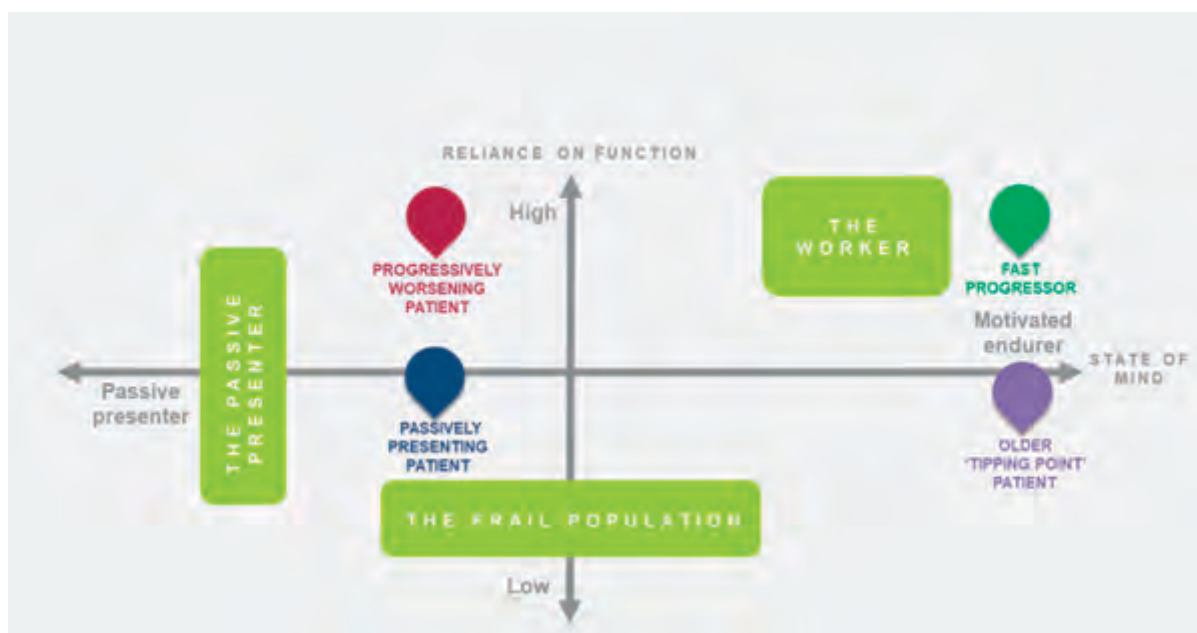 RELIANCE ON FUNCTION
High
THE
WORKER
PROGRESSIVELY
WORSENING
PATIENT
FAST
PROGRESSOR
Motivated
endurer
STATE OF
MIND
Passive
presenter
THE PASSIVE
PRESENTER
PASSIVELY
PRESENTING
PATIENT
OLDER
'TIPPING POINT'
PATIENT
THE FRAIL POPULATION
Low